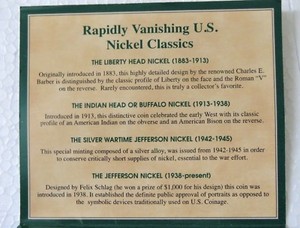 Rapidly Vanishing U.S.
Nickel Classics
THE LIBERTY HEAD NICKEL (1883-1913)
Originally introduced in 1883, this highly detailed design by the renowned Charles E.
Barber is distinguished by the classic profile of Liberty on the face and the Roman "V"
on the reverse. Rarely encountered, this is truly a collector's favorite.
THE INDIAN HEAD OR BUFFALO NICKEL (1913-1938)
Introduced in 1913, this distinctive coin celebrated the early West with its classic
profile of an American Indian on the obverse and an American Bison on the reverse.
THE SILVER WARTIME JEFFERSON NICKEL (1942-1945)
This special minting composed of a silver alloy, was issued from 1942-1945 in order
to conserve critically short supplies of nickel, essential to the war effort.
THE JEFFERSON NICKEL (1938-present)
Designed by Felix Schlag (he won a prize of $1,000 for his design) this coin was
introduced in 1938. It established the definite public approval of portraits as opposed to
the symbolic devices traditionally used on U.S. Coinage.